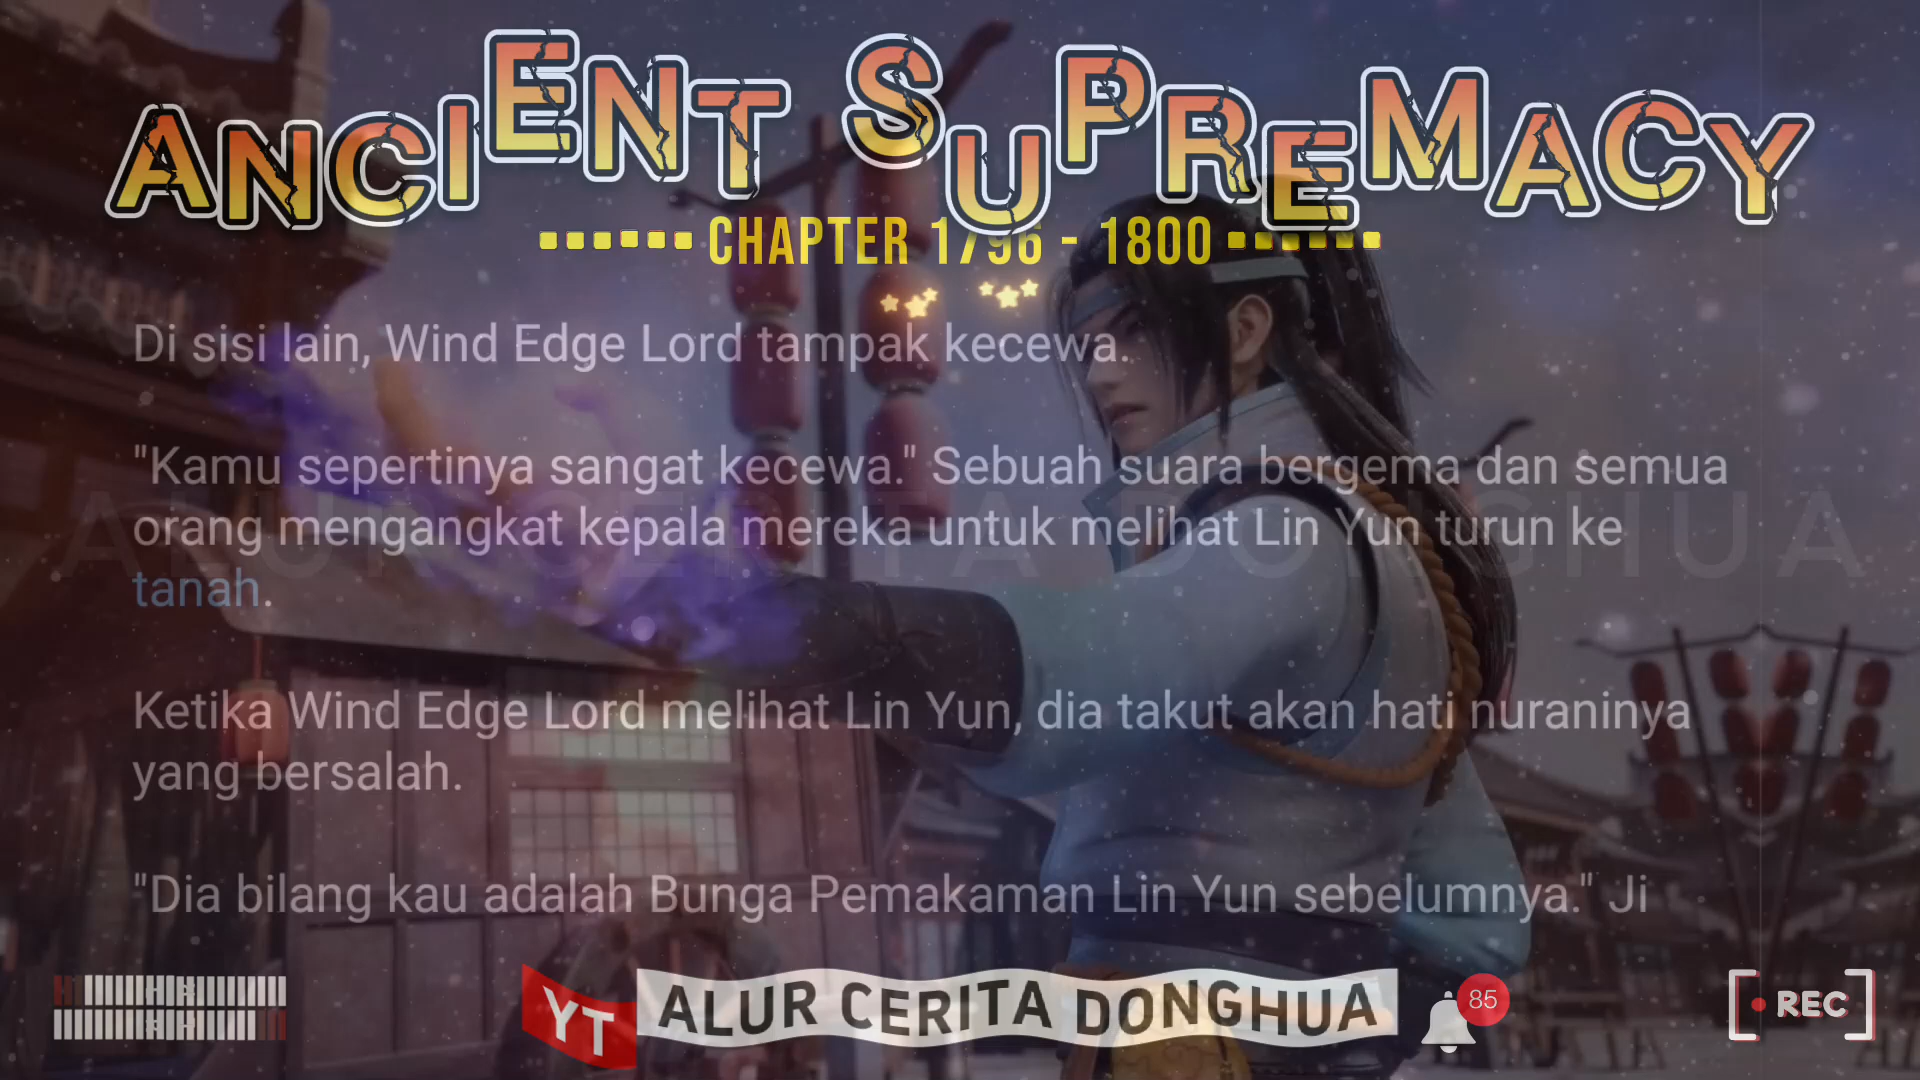 ANCIENT SUPREMACY
CHAPTER 1796 - 1800
Di sisi lain, Wind Edge Lord tampak kecewa.
"Kamu sepertinya sangat kecewa." Sebuah suara bergema dan semua
orang mengangkat kepala mereka untuk melihat Lin Yun turun ke
tanah.
ALUR CERITA DONGHUA
Ketika Wind Edge Lord melihat Lin Yun, dia takut akan hati nuraninya
yang bersalah.
"Dia bilang kau adalah Bunga Pemakaman Lin Yun sebelumnya." Ji
YT ALUR CERITA DONGHUA
85
REC